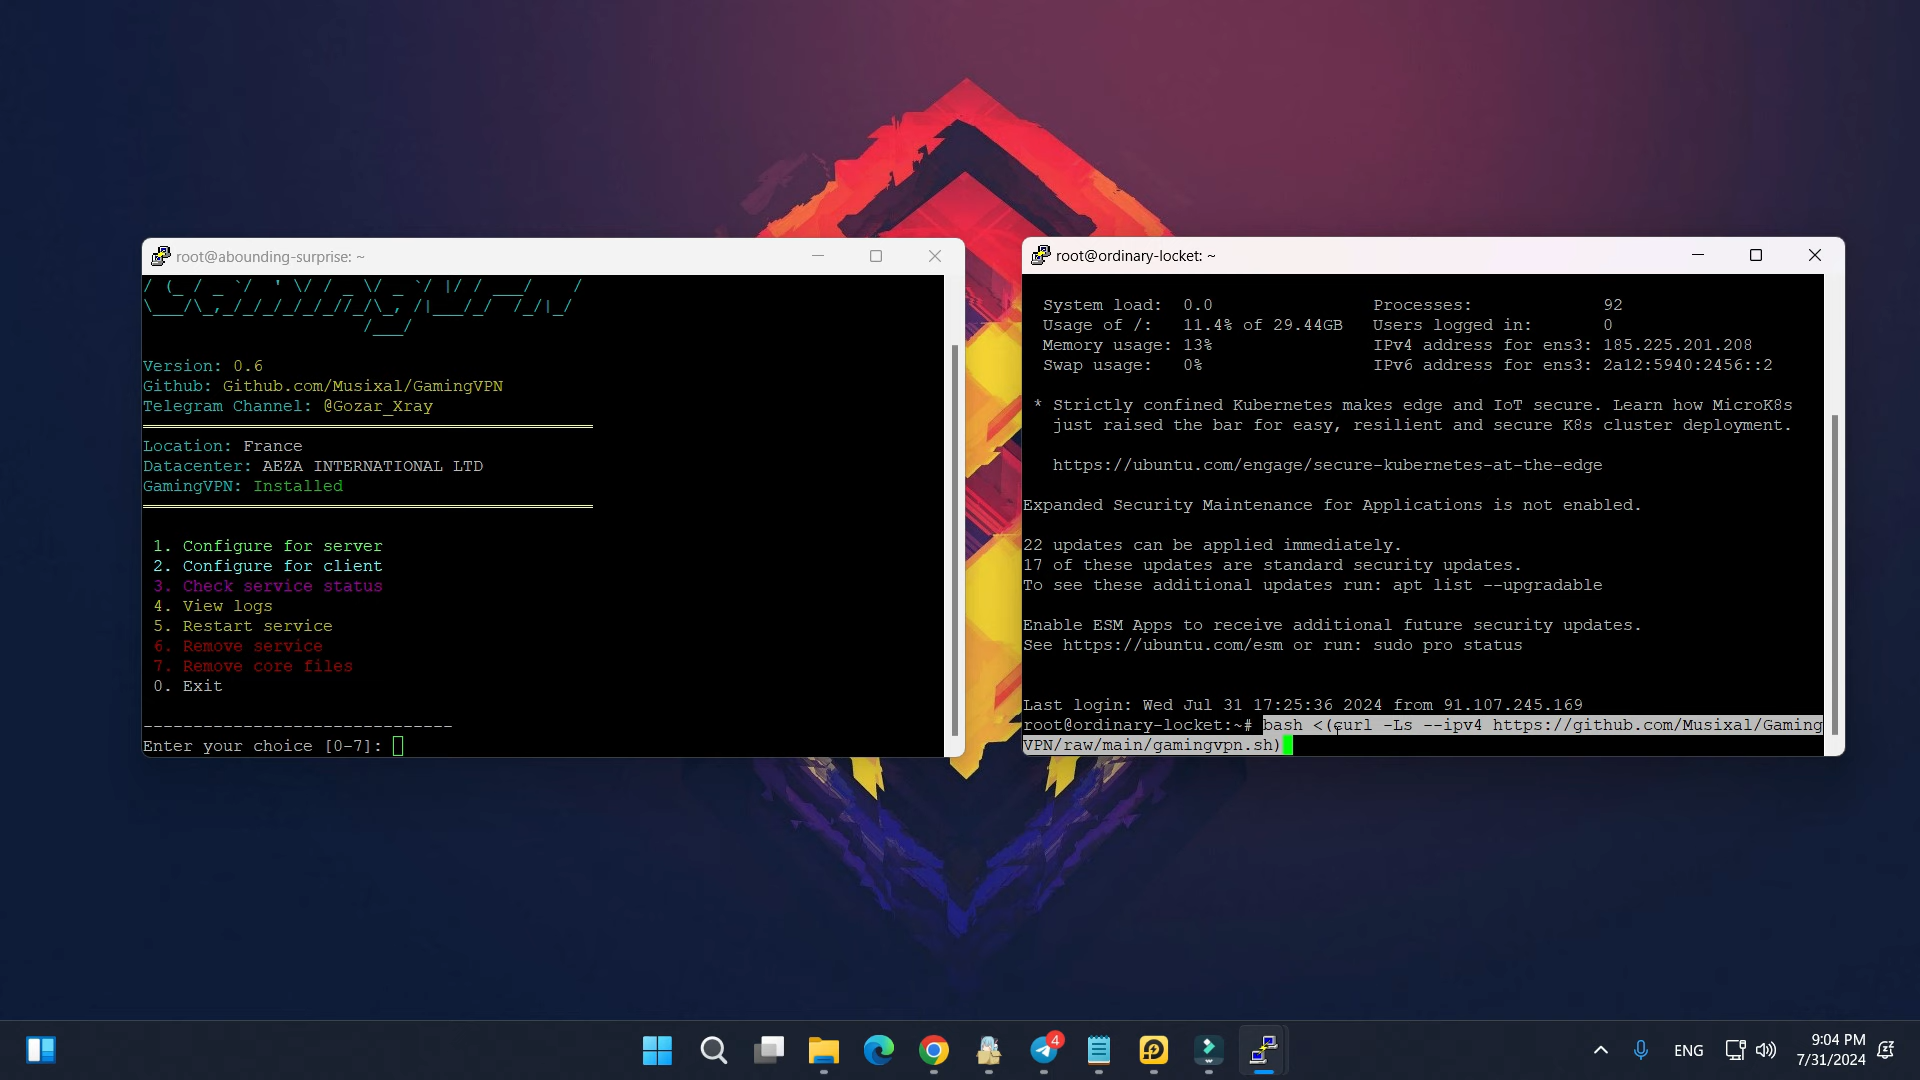 root@abounding-surprise: ~
Version: 0.6
Github: Github.com/Musixal/GamingVPN
Telegram Channel: @Gozar_Xray
Location: France
Datacenter: AEZA INTERNATIONAL LTD
GamingVPN: Installed
1. Configure for server
2. Configure for client
3. Check service status
4. View logs
5. Restart service
6. Remove service
7. Remove core files
0. Exit
-------------------------------
Enter your choice [0-7]:
root@ordinary-locket: ~
System load: 0.0 Processes: 92
Usage of /: 11.4% of 29.44GB Users logged in: 0
Memory usage: 13% IPv4 address for ens3: 185.225.201.208
Swap usage: 0% IPv6 address for ens3: 2a12:5940:2456::2
* Strictly confined Kubernetes makes edge and IoT secure. Learn how MicroK8s
just raised the bar for easy, resilient and secure K8s cluster deployment.
https://ubuntu.com/engage/secure-kubernetes-at-the-edge
Expanded Security Maintenance for Applications is not enabled.
22 updates can be applied immediately.
17 of these updates are standard security updates.
To see these additional updates run: apt list --upgradable
Enable ESM Apps to receive additional future security updates.
See https://ubuntu.com/esm or run: sudo pro status
Last login: Wed Jul 31 17:25:36 2024 from 91.107.245.169
root@ordinary-locket:~# bash <(curl -Ls --ipv4 https://github.com/Musixal/Gaming
VPN/raw/main/gamingvpn.sh)
4
ENG
9:04 PM
7/31/2024